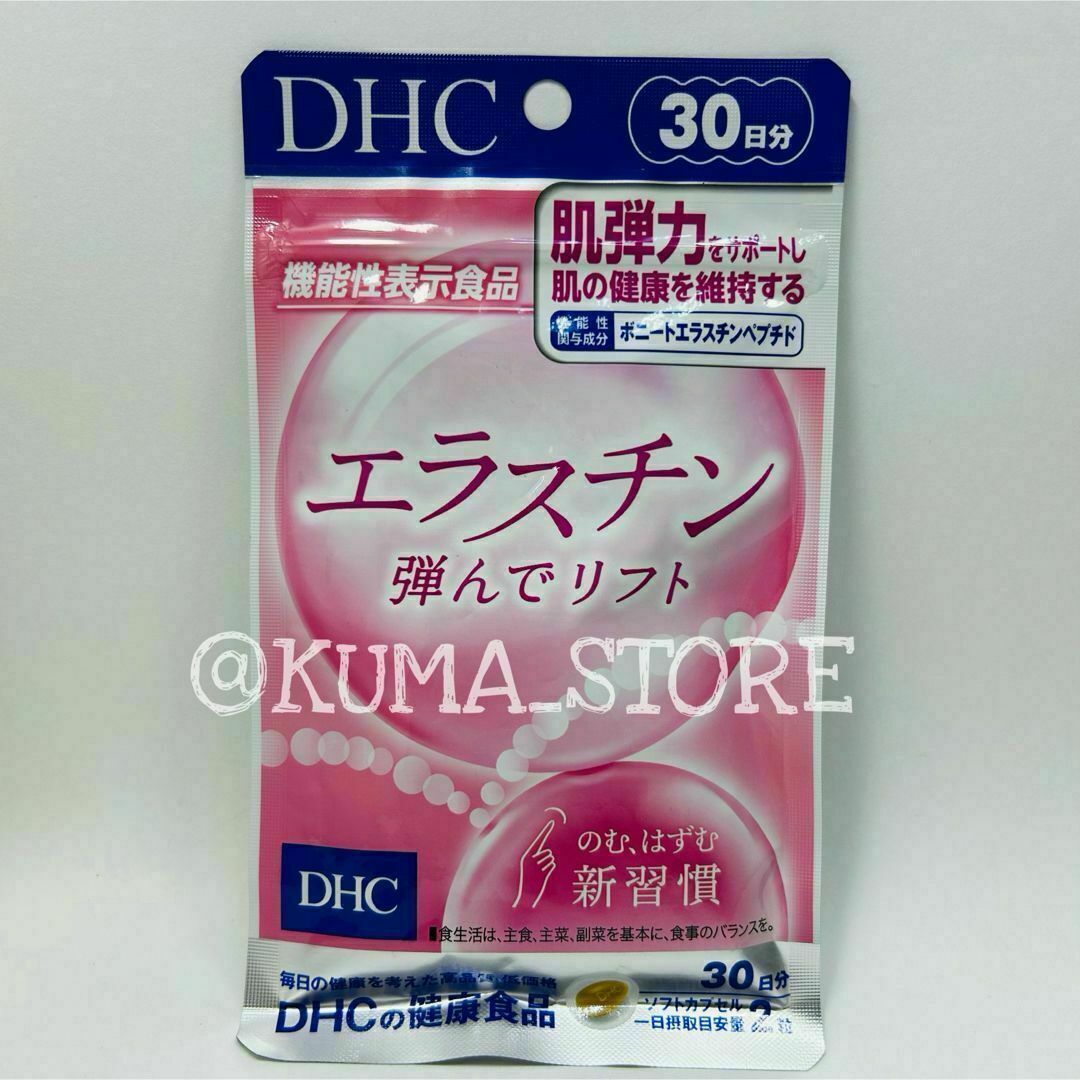 DHC
30日分
肌弾力をサポートし
肌の健康を維持する
機能性
関与成分
ボニートエラスチンペプチド
機能性表示食品
エラスチン
弾んでリフト
@KUMA_STORE
のむ、はずむ
新習慣
DHC
■食生活は、主食、主菜、副菜を基本に、食事のバランスを。
毎日の健康を考えた高品質・低価格
DHCの健康食品
30日分
ソフトカプセル
一日摂取目安量 2粒